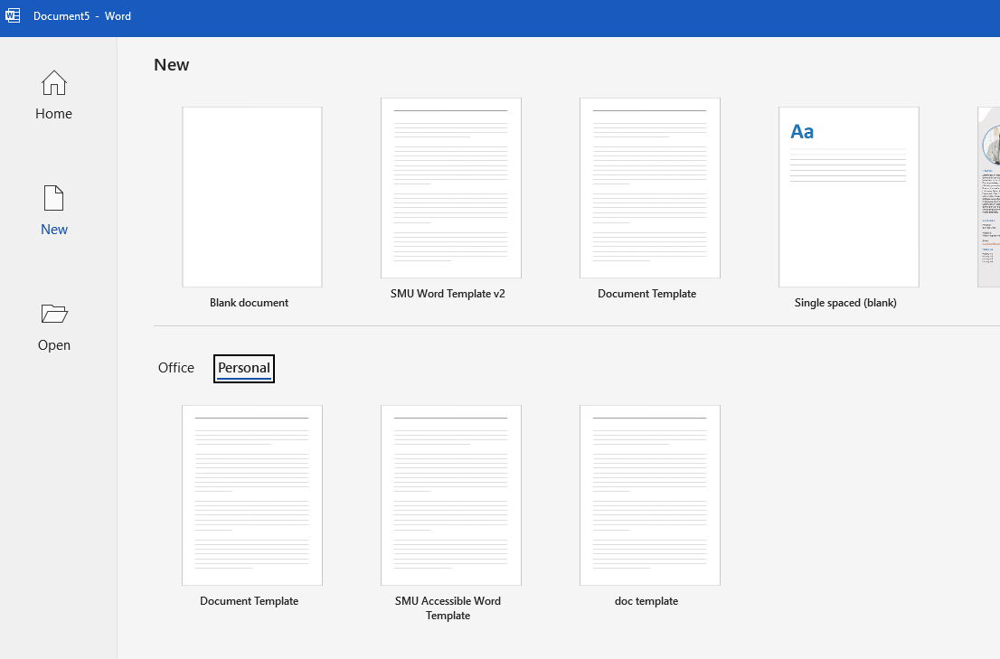 Document5 - Word
New
Home
New
Open
Blank document
SMU Word Template v2
Document Template
Aa
Single spaced (blank)
Office
Personal
Document Template
SMU Accessible Word
Template
doc template